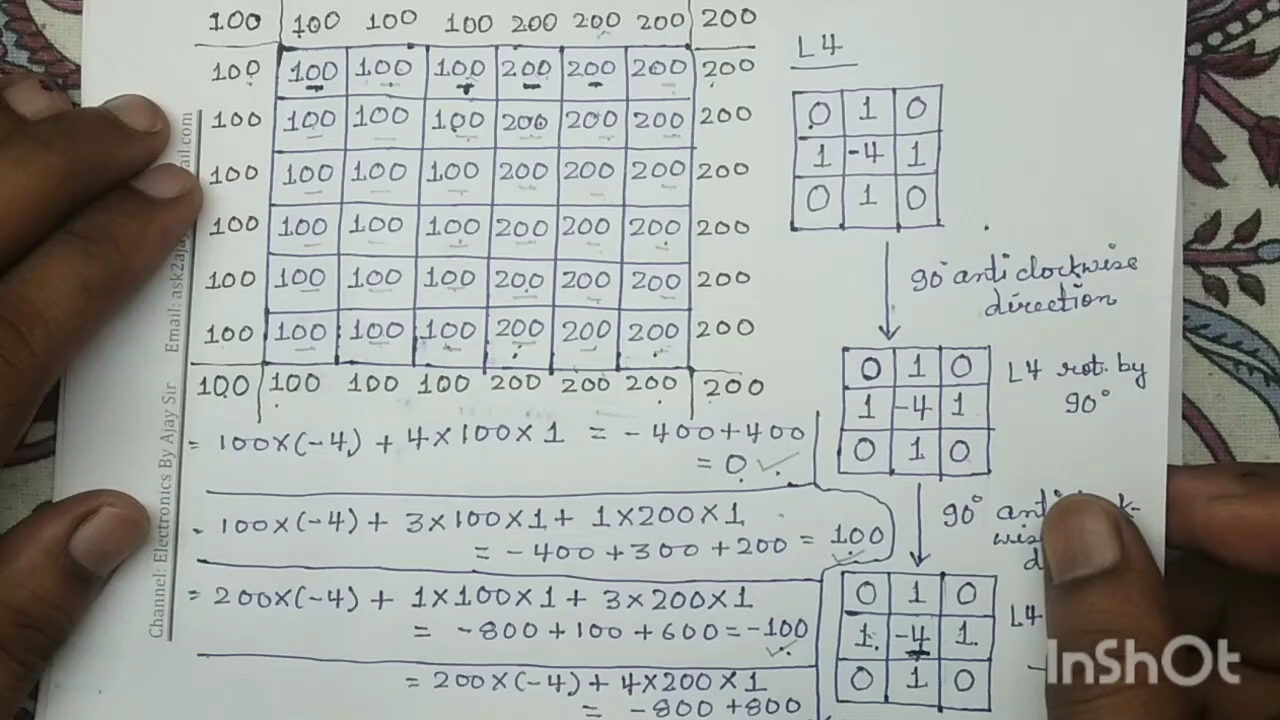 100 100 100 100 200 200 200 200
100 100 100 100 200 200 200 200
100 100 100 100 200 200 200 200
100 100 100 100 200 200 200 200
100 100 100 100 200 200 200 200
100 100 100 100 200 200 200 200
100 100 100 100 200 200 200 200
100 100 100 100 200 200 200 200
= 100×(-4) + 4×100×1 = -400+400
= 0 ✓
= 100×(-4) + 3×100×1 + 1×200×1
= -400+300+200 = 100 ✓
= 200×(-4) + 1×100×1 + 3×200×1
= -800+100+600 = -100 ✓
= 200×(-4) + 4×200×1
= -800+800
L4
0 1 0
1 -4 1
0 1 0
90° anti clockwise
direction
0 1 0
1 -4 1
0 1 0
L4 rot. by
90°
90°
0 1 0
1 -4 1
0 1 0
L4
Channel: Electronics By Ajay Sir Email:
InShOt